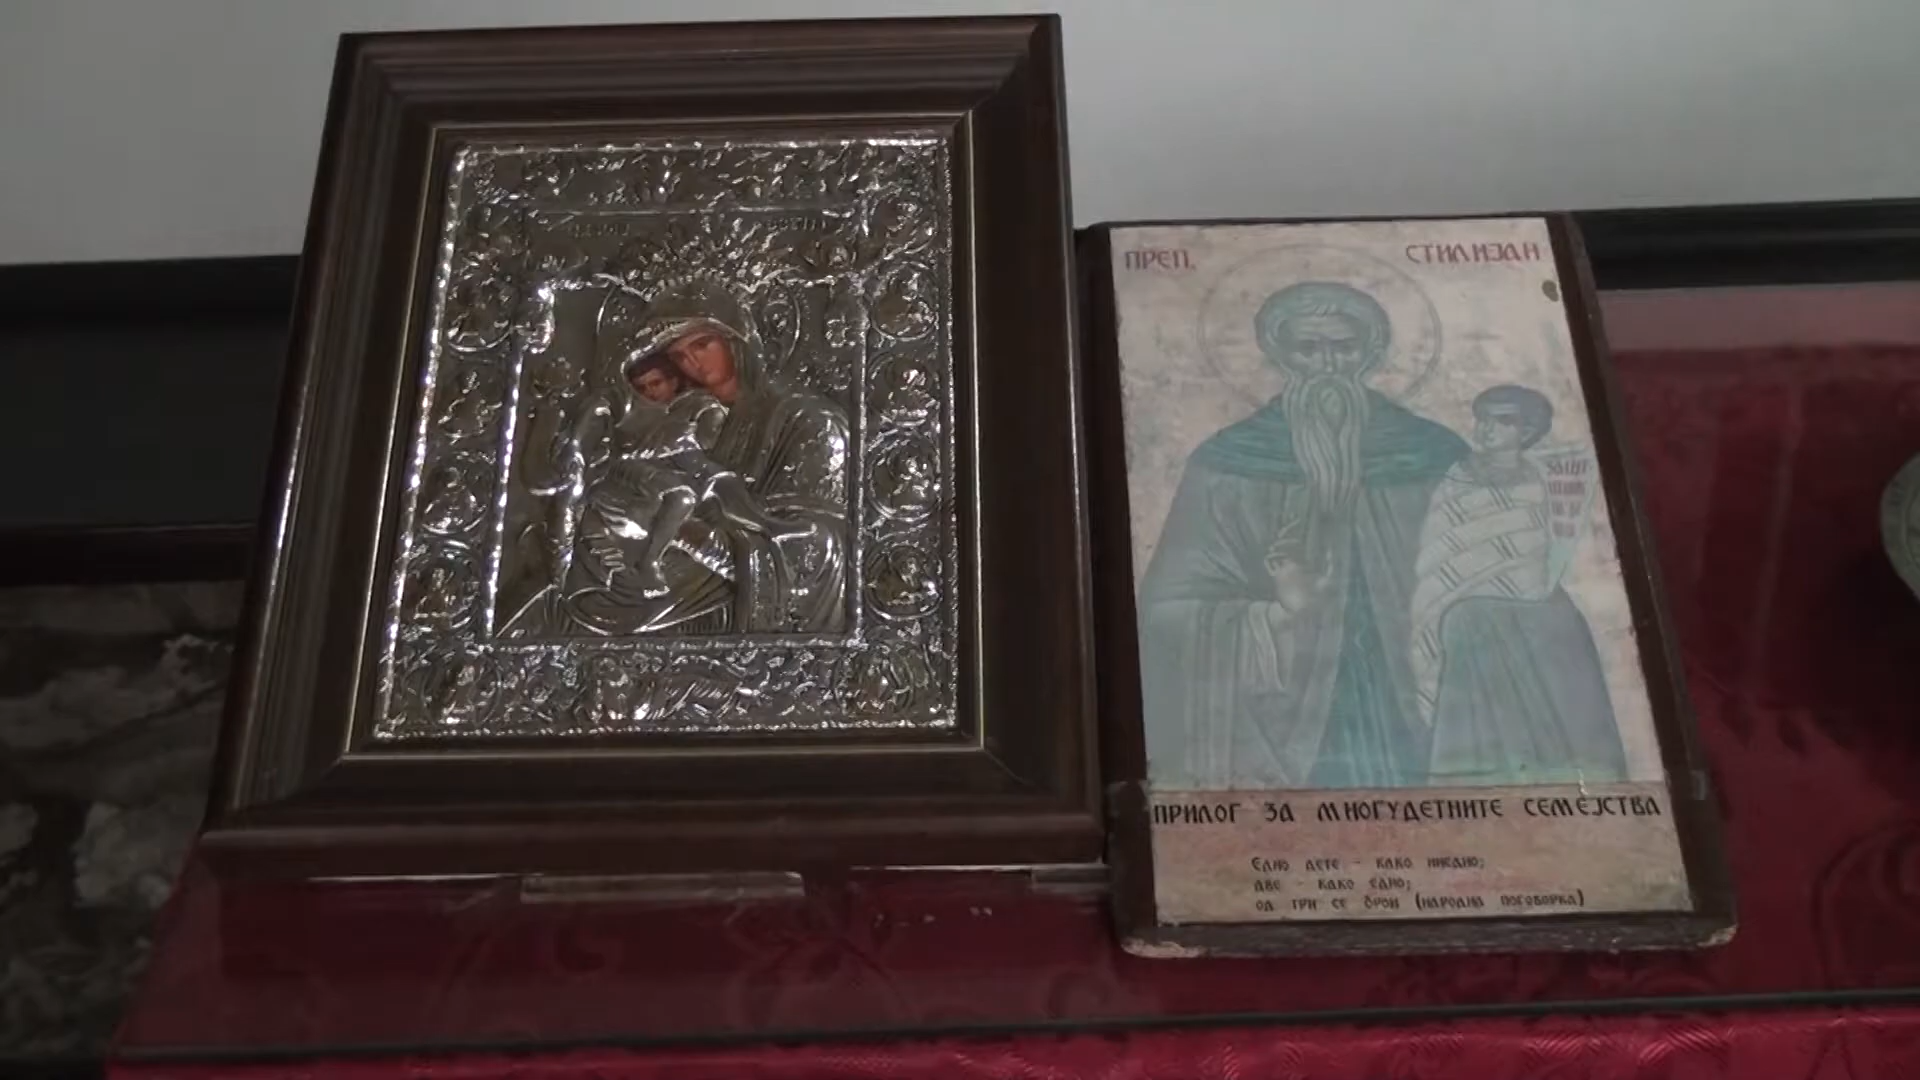 ПРЕП. СТИЛИЈАН
ПРИЛОГ ЗА МНОГУДЕТНИТЕ СЕМЕЈСТВА
ЕДНО ДЕТЕ - КАКО НИЕДНО;
ДВЕ - КАКО ЕДНО;
ОД ТРИ СЕ БРОИ (НАРОДНА ПОГОВОРКА)